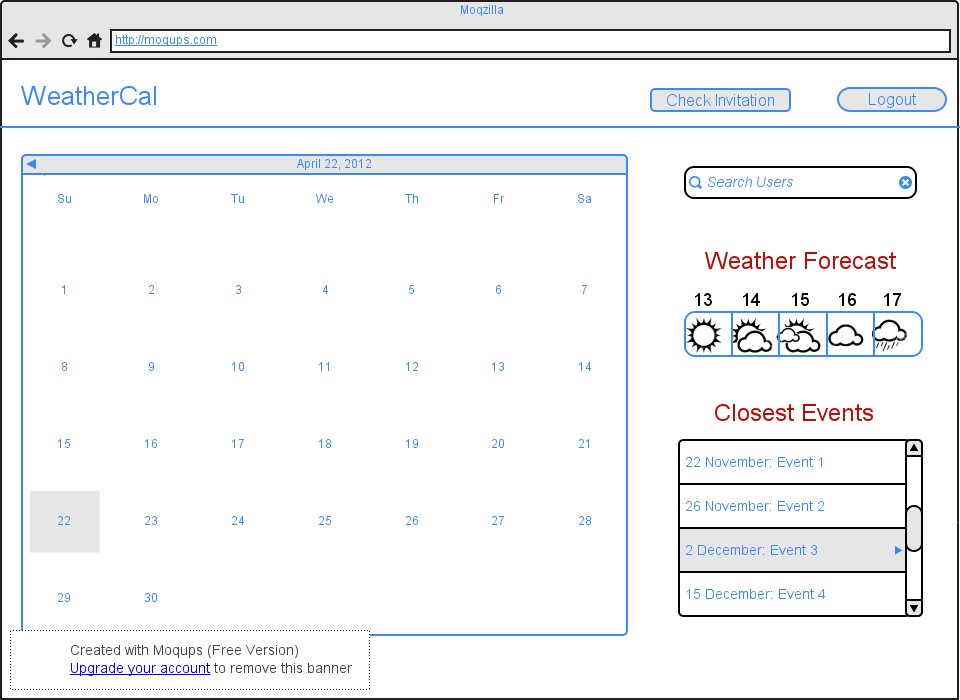 Moqzilla
http://moqups.com
WeatherCal
Check Invitation
Logout
April 22, 2012
Su Mo Tu We Th Fr Sa
1 2 3 4 5 6 7
8 9 10 11 12 13 14
15 16 17 18 19 20 21
22 23 24 25 26 27 28
29 30
Search Users
Weather Forecast
13 14 15 16 17
Closest Events
22 November: Event 1
26 November: Event 2
2 December: Event 3
15 December: Event 4
Created with Moqups (Free Version)
Upgrade your account to remove this banner